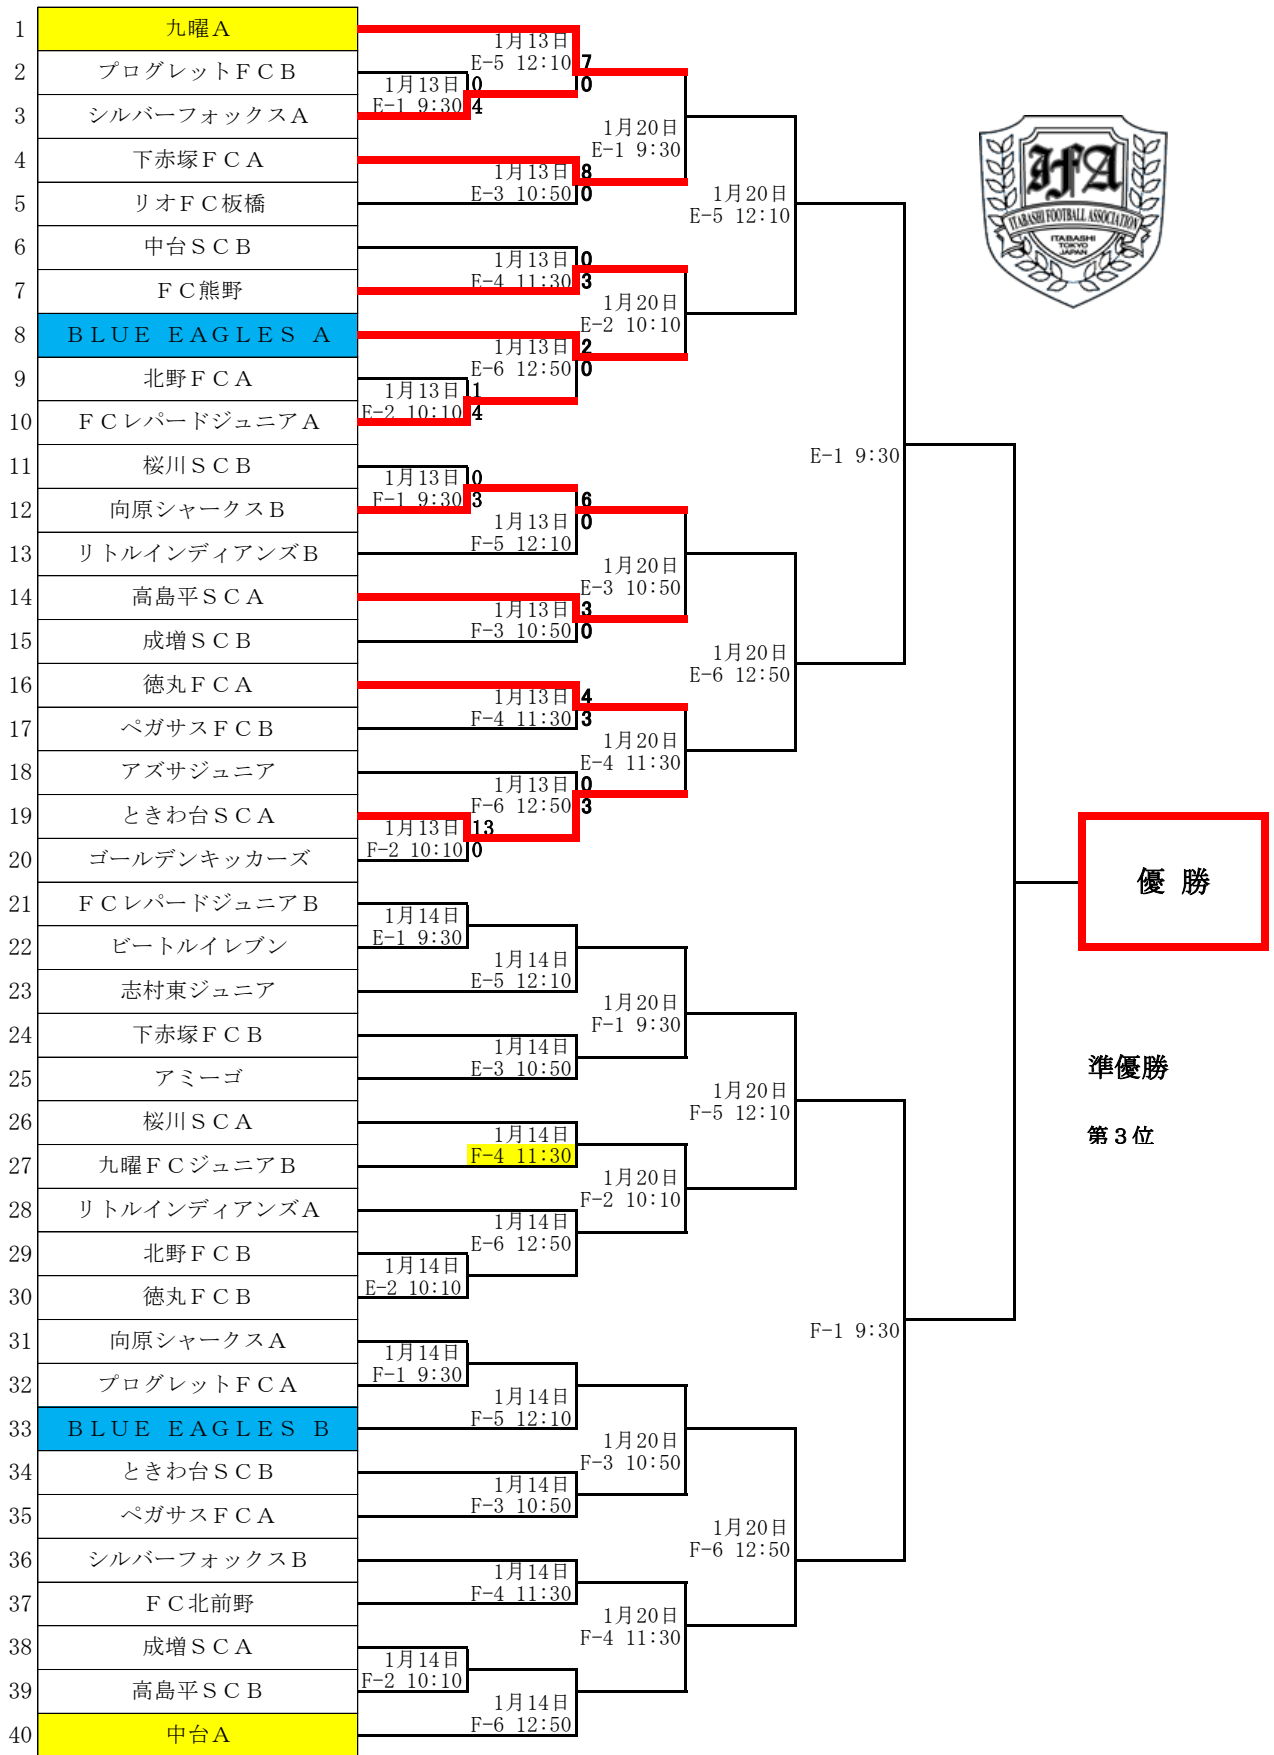 1 九曜Ａ
2 プログレットＦＣＢ
3 シルバーフォックスＡ
4 下赤塚ＦＣＡ
5 リオＦＣ板橋
6 中台ＳＣＢ
7 ＦＣ熊野
8 ＢＬＵＥ ＥＡＧＬＥＳ Ａ
9 北野ＦＣＡ
10 ＦＣレパードジュニアＡ
11 桜川ＳＣＢ
12 向原シャークスＢ
13 リトルインディアンズＢ
14 高島平ＳＣＡ
15 成増ＳＣＢ
16 徳丸ＦＣＡ
17 ペガサスＦＣＢ
18 アズサジュニア
19 ときわ台ＳＣＡ
20 ゴールデンキッカーズ
21 ＦＣレパードジュニアＢ
22 ビートルイレブン
23 志村東ジュニア
24 下赤塚ＦＣＢ
25 アミーゴ
26 桜川ＳＣＡ
27 九曜ＦＣジュニアＢ
28 リトルインディアンズＡ
29 北野ＦＣＢ
30 徳丸ＦＣＢ
31 向原シャークスＡ
32 プログレットＦＣＡ
33 ＢＬＵＥ ＥＡＧＬＥＳ Ｂ
34 ときわ台ＳＣＢ
35 ペガサスＦＣＡ
36 シルバーフォックスＢ
37 ＦＣ北前野
38 成増ＳＣＡ
39 高島平ＳＣＢ
40 中台Ａ
1月13日 0
E-1 9:30 4
1月13日 1
E-2 10:10 4
1月13日 0
F-1 9:30 3
1月13日 13
F-2 10:10 0
1月14日
E-1 9:30
1月14日
E-2 10:10
1月14日
F-1 9:30
1月14日
F-2 10:10
1月13日
E-5 12:10 7
0
1月13日 8
E-3 10:50 0
1月13日 0
E-4 11:30 3
1月13日 2
E-6 12:50 0
6
1月13日 0
F-5 12:10
1月13日 3
F-3 10:50 0
1月13日 4
F-4 11:30 3
1月13日 0
F-6 12:50 3
1月14日
E-5 12:10
1月14日
E-3 10:50
1月14日
F-4 11:30
1月14日
E-6 12:50
1月14日
F-5 12:10
1月14日
F-3 10:50
1月14日
F-4 11:30
1月14日
F-6 12:50
1月20日
E-1 9:30
1月20日
E-2 10:10
1月20日
E-3 10:50
1月20日
E-4 11:30
1月20日
F-1 9:30
1月20日
F-2 10:10
1月20日
F-3 10:50
1月20日
F-4 11:30
1月20日
E-5 12:10
1月20日
E-6 12:50
1月20日
F-5 12:10
1月20日
F-6 12:50
E-1 9:30
F-1 9:30
IFA
ITABASHI FOOTBALL ASSOCIATION
ITABASHI
TOKYO
JAPAN
優 勝
準優勝
第３位